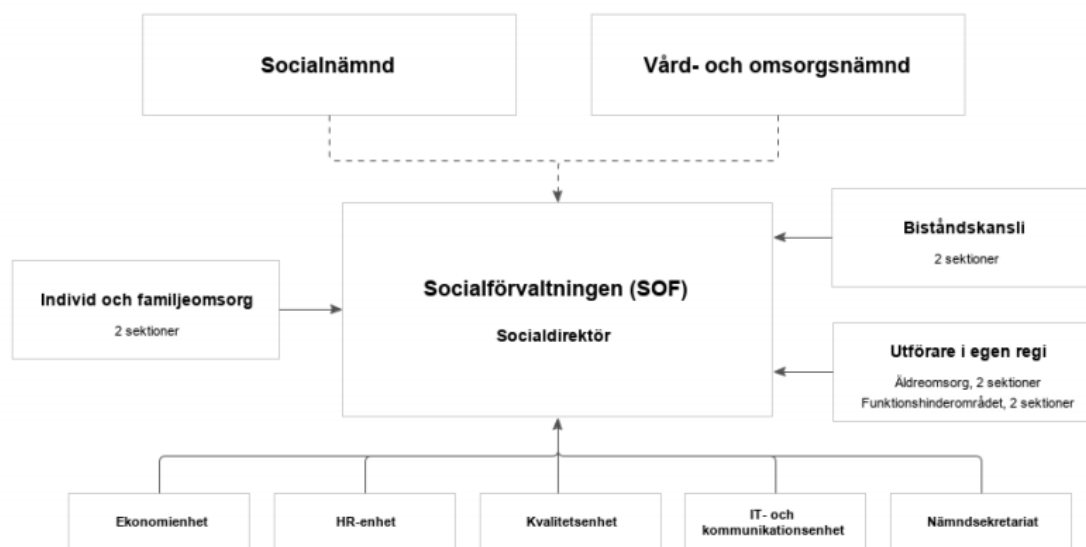 Socialnämnd
Vård- och omsorgsnämnd
Biståndskansli
2 sektioner
Individ och familjeomsorg
2 sektioner
Socialförvaltningen (SOF)
Socialdirektör
Utförare i egen regi
Äldreomsorg, 2 sektioner
Funktionshinderområdet, 2 sektioner
Ekonomienhet
HR-enhet
Kvalitetsenhet
IT- och
kommunikationsenhet
Nämndsekretariat